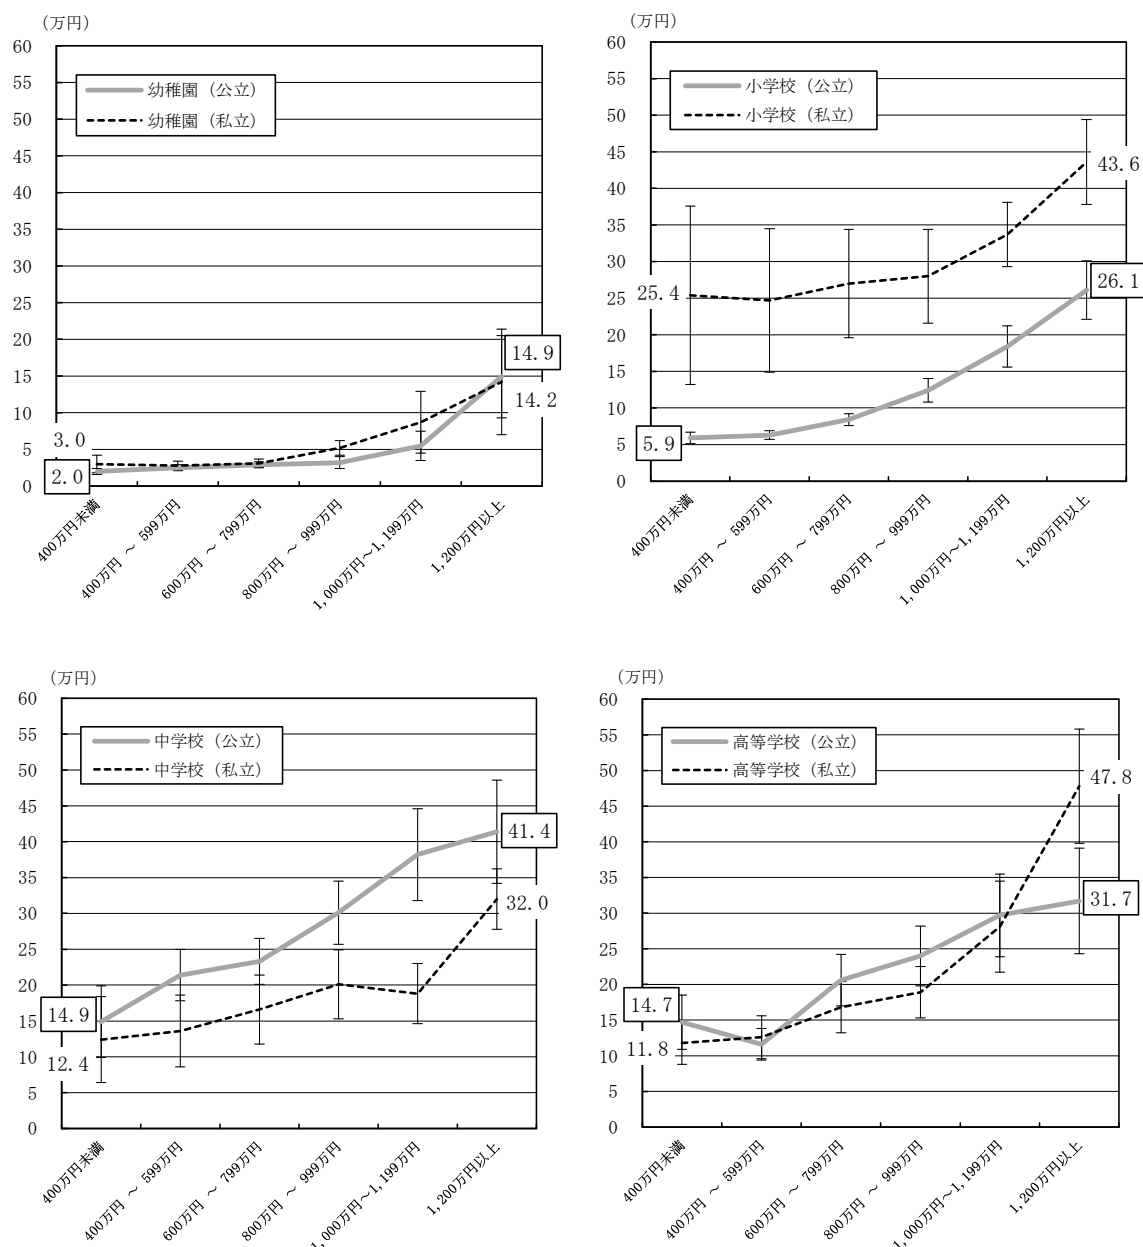 （万円）
60
55
50
45
40
35
30
25
20
15
10
5
0
幼稚園（公立）
幼稚園（私立）
3.0
2.0
14.9
14.2
400万円未満
400万円 ～ 599万円
600万円 ～ 799万円
800万円 ～ 999万円
1,000万円～1,199万円
1,200万円以上
（万円）
60
55
50
45
40
35
30
25
20
15
10
5
0
小学校（公立）
小学校（私立）
25.4
5.9
43.6
26.1
400万円未満
400万円 ～ 599万円
600万円 ～ 799万円
800万円 ～ 999万円
1,000万円～1,199万円
1,200万円以上
（万円）
60
55
50
45
40
35
30
25
20
15
10
5
0
中学校（公立）
中学校（私立）
14.9
12.4
41.4
32.0
400万円未満
400万円 ～ 599万円
600万円 ～ 799万円
800万円 ～ 999万円
1,000万円～1,199万円
1,200万円以上
（万円）
60
55
50
45
40
35
30
25
20
15
10
5
0
高等学校（公立）
高等学校（私立）
14.7
11.8
47.8
31.7
400万円未満
400万円 ～ 599万円
600万円 ～ 799万円
800万円 ～ 999万円
1,000万円～1,199万円
1,200万円以上